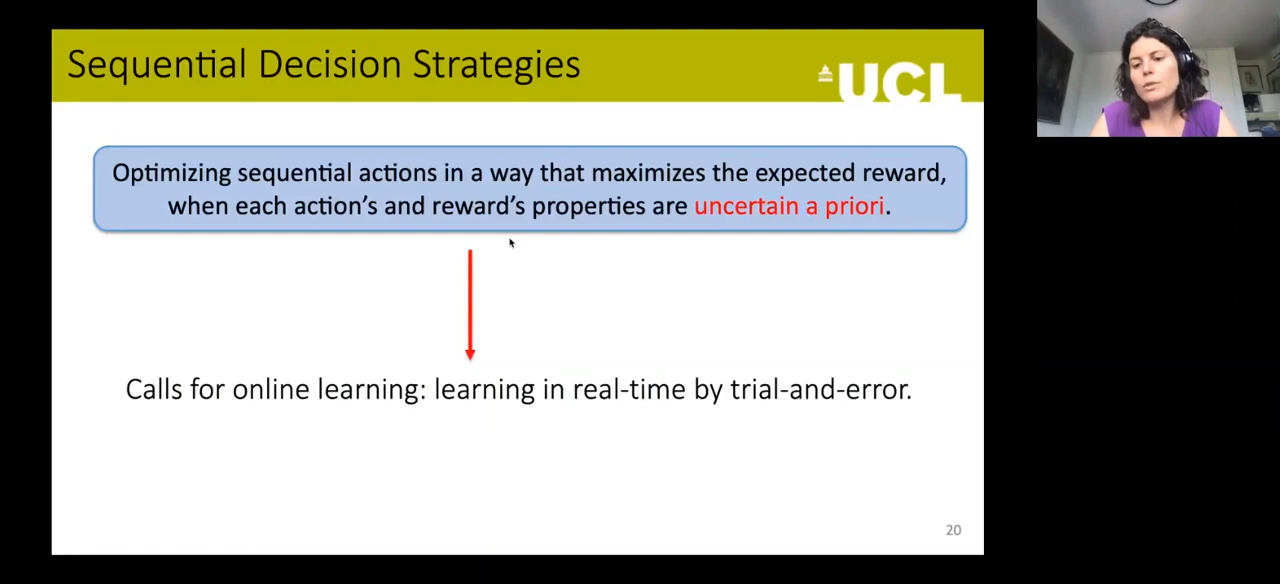 Sequential Decision Strategies
UCL
Optimizing sequential actions in a way that maximizes the expected reward,
when each action's and reward's properties are uncertain a priori.
Calls for online learning: learning in real-time by trial-and-error.
20